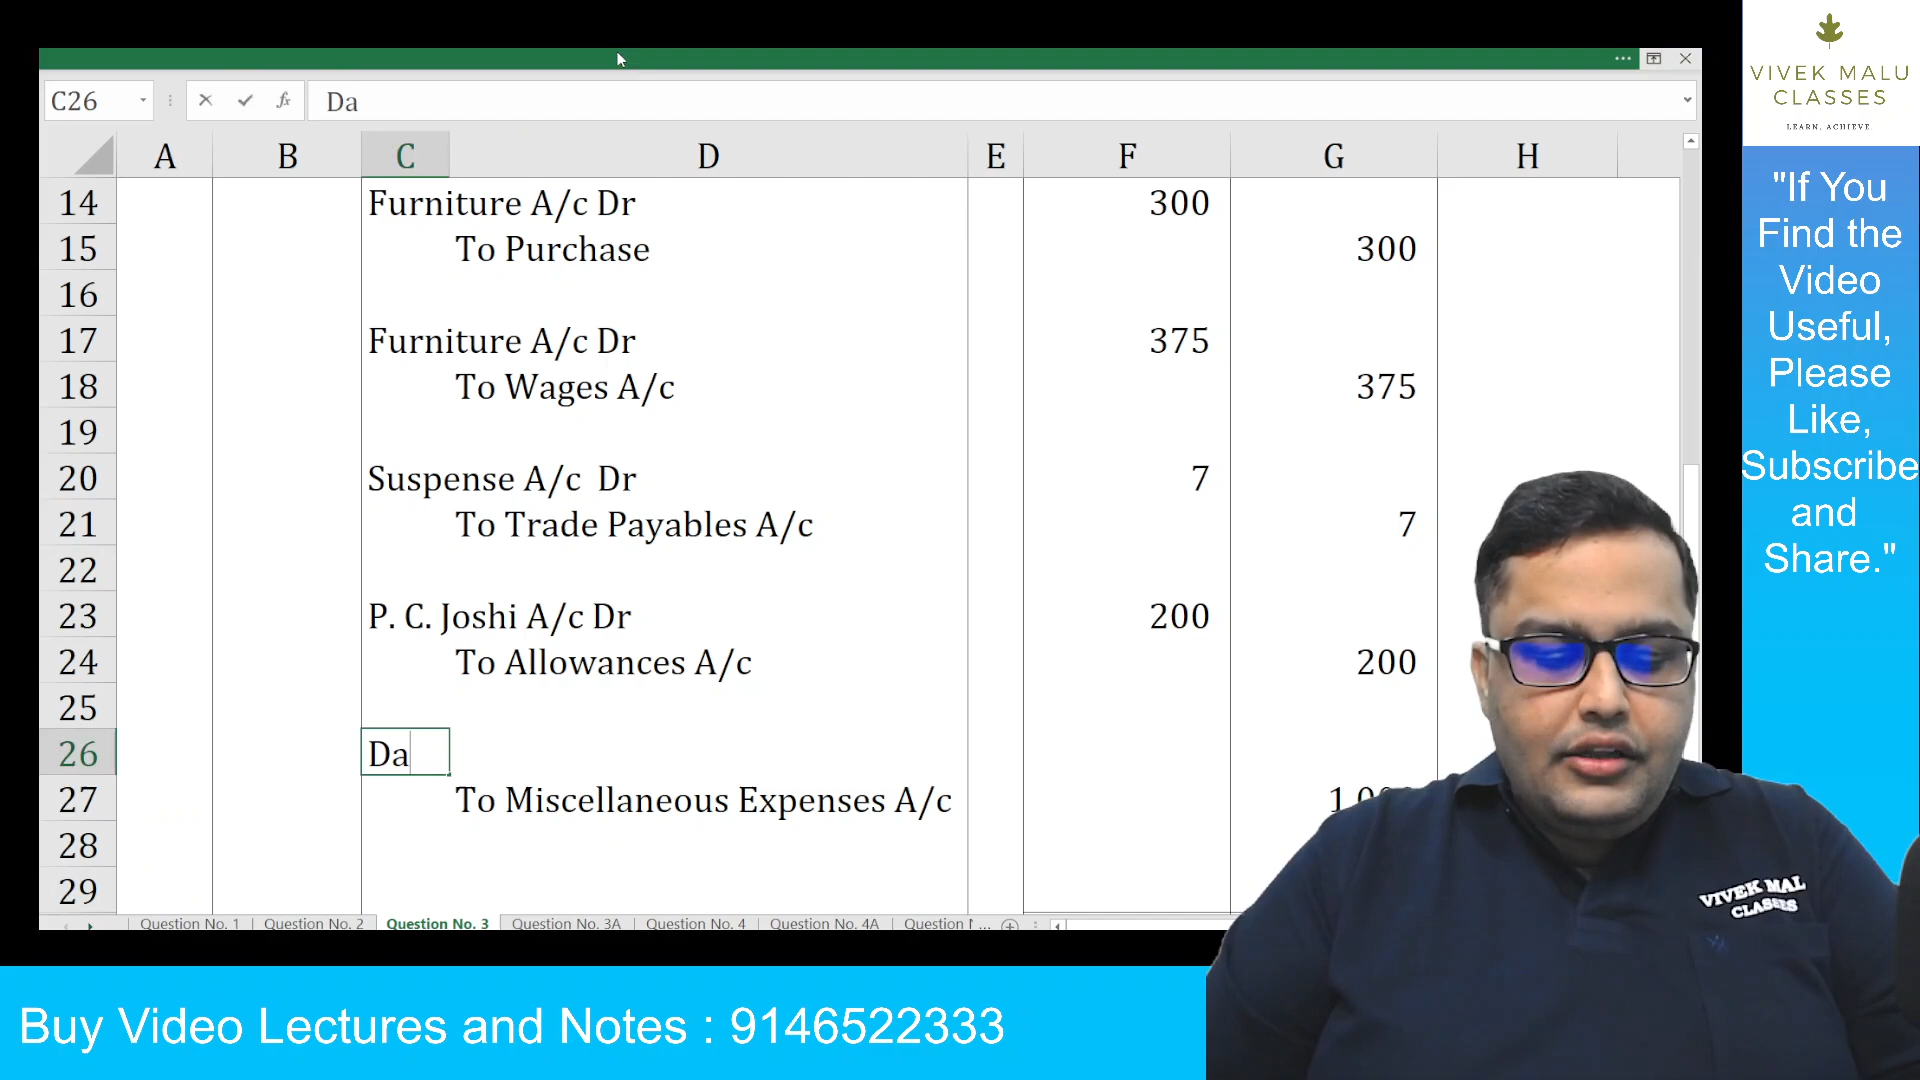 C26
Da
A B C D E F G H
14 Furniture A/c Dr 300
15 To Purchase 300
16
17 Furniture A/c Dr 375
18 To Wages A/c 375
19
20 Suspense A/c Dr 7
21 To Trade Payables A/c 7
22
23 P. C. Joshi A/c Dr 200
24 To Allowances A/c 200
25
26 Da
27 To Miscellaneous Expenses A/c
28
29
Question No. 1 Question No. 2 Question No. 3 Question No. 3A Question No. 4 Question No. 4A Question
VIVEK MALU
CLASSES
LEARN. ACHIEVE.
"If You
Find the
Video
Useful,
Please
Like,
Subscribe
and
Share."
VIVEK MAL
CLASSES
Buy Video Lectures and Notes : 9146522333